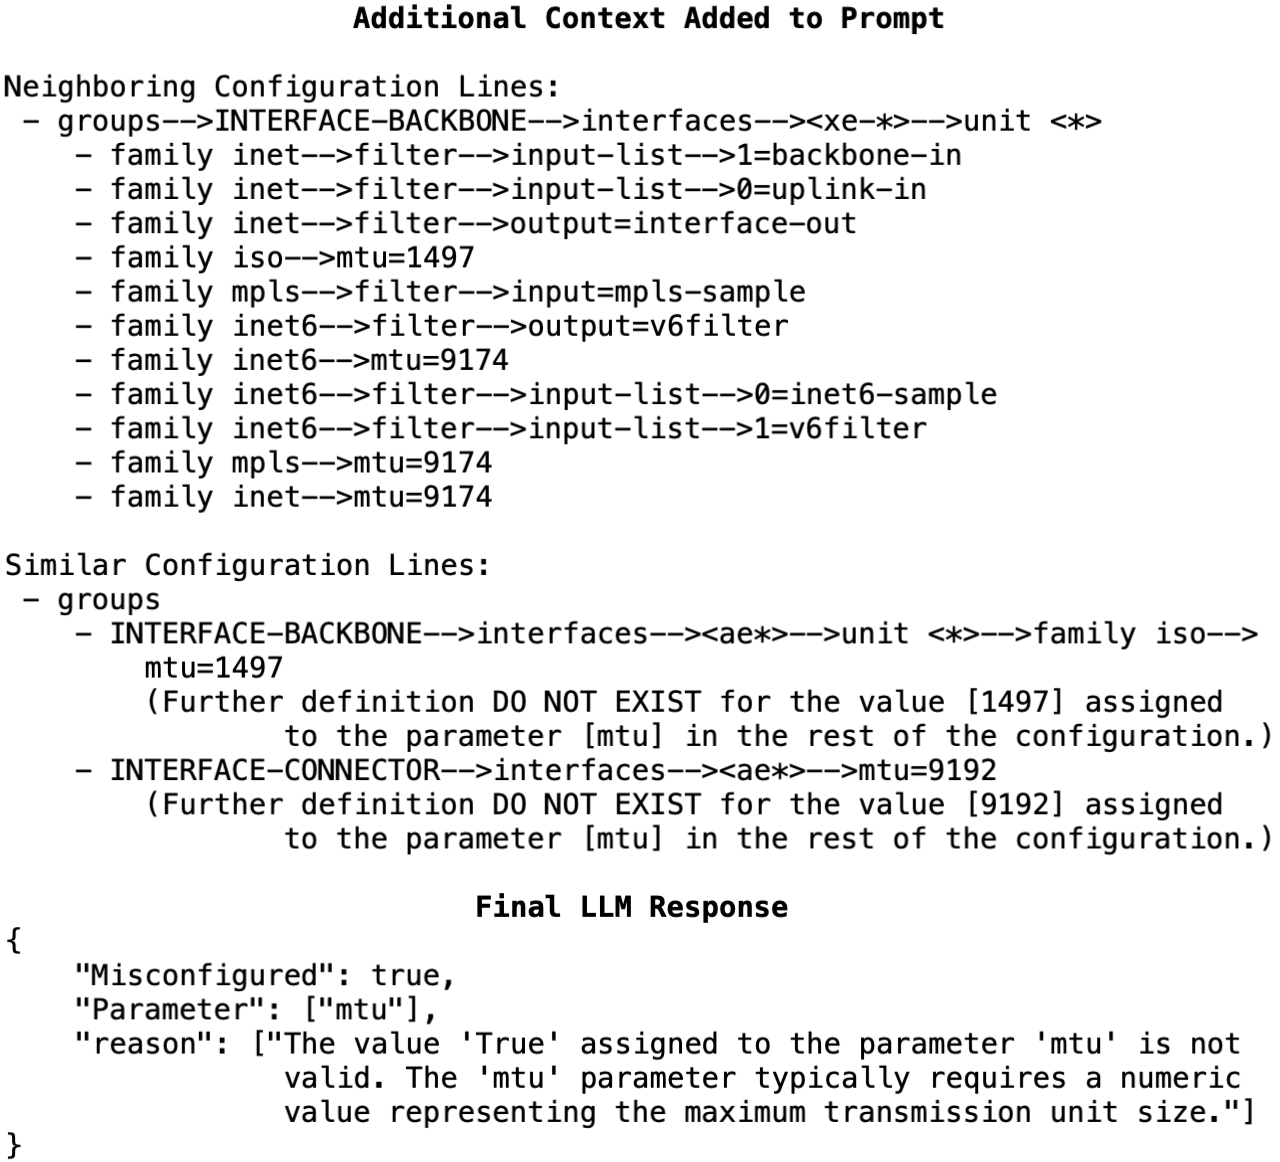 Additional Context Added to Prompt
Neighboring Configuration Lines:
- groups-->INTERFACE-BACKBONE-->interfaces--><xe-*>-->unit <*>
- family inet-->filter-->input-list-->1=backbone-in
- family inet-->filter-->input-list-->0=uplink-in
- family inet-->filter-->output=interface-out
- family iso-->mtu=1497
- family mpls-->filter-->input=mpls-sample
- family inet6-->filter-->output=v6filter
- family inet6-->mtu=9174
- family inet6-->filter-->input-list-->0=inet6-sample
- family inet6-->filter-->input-list-->1=v6filter
- family mpls-->mtu=9174
- family inet-->mtu=9174
Similar Configuration Lines:
- groups
- INTERFACE-BACKBONE-->interfaces--><ae*>-->unit <*>-->family iso-->
mtu=1497
(Further definition DO NOT EXIST for the value [1497] assigned
to the parameter [mtu] in the rest of the configuration.)
- INTERFACE-CONNECTOR-->interfaces--><ae*>-->mtu=9192
(Further definition DO NOT EXIST for the value [9192] assigned
to the parameter [mtu] in the rest of the configuration.)
Final LLM Response
{
"Misconfigured": true,
"Parameter": ["mtu"],
"reason": ["The value 'True' assigned to the parameter 'mtu' is not
valid. The 'mtu' parameter typically requires a numeric
value representing the maximum transmission unit size."]
}